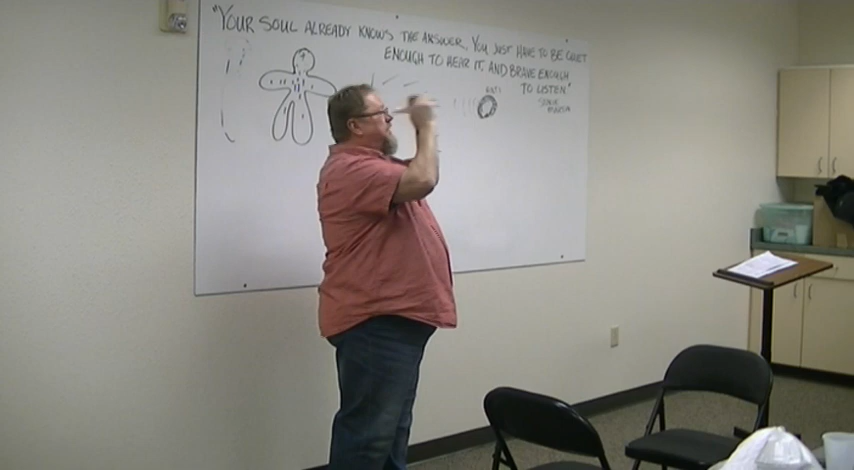 "YOUR SOUL ALREADY KNOWS THE ANSWER. YOU JUST HAVE TO BE QUIET
ENOUGH TO HEAR IT, AND BRAVE ENOUGH
TO LISTEN."